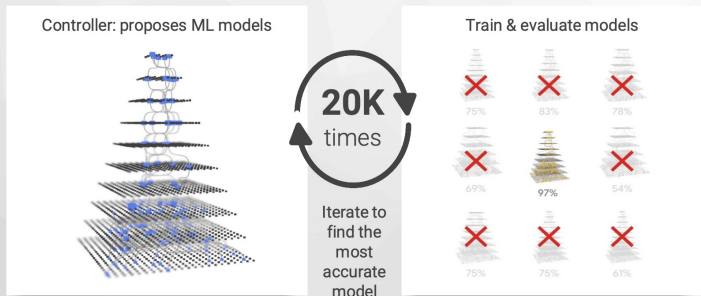 Controller: proposes ML models
20K
times
Iterate to
find the
most
accurate
model
Train & evaluate models
75%
83%
78%
69%
97%
54%
75%
75%
61%